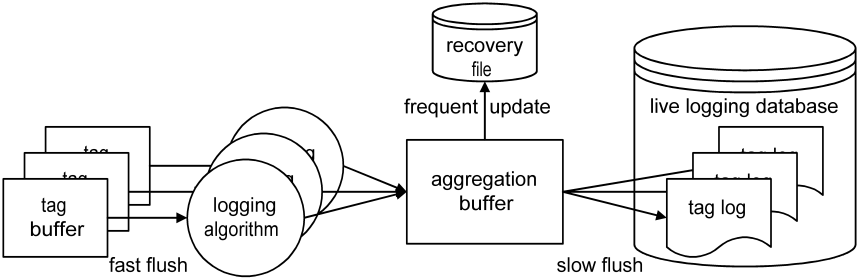 recovery
file
frequent update
live logging database
tag
tag
tag
buffer
logging
algorithm
aggregation
buffer
tag log
tag log
tag log
fast flush
slow flush